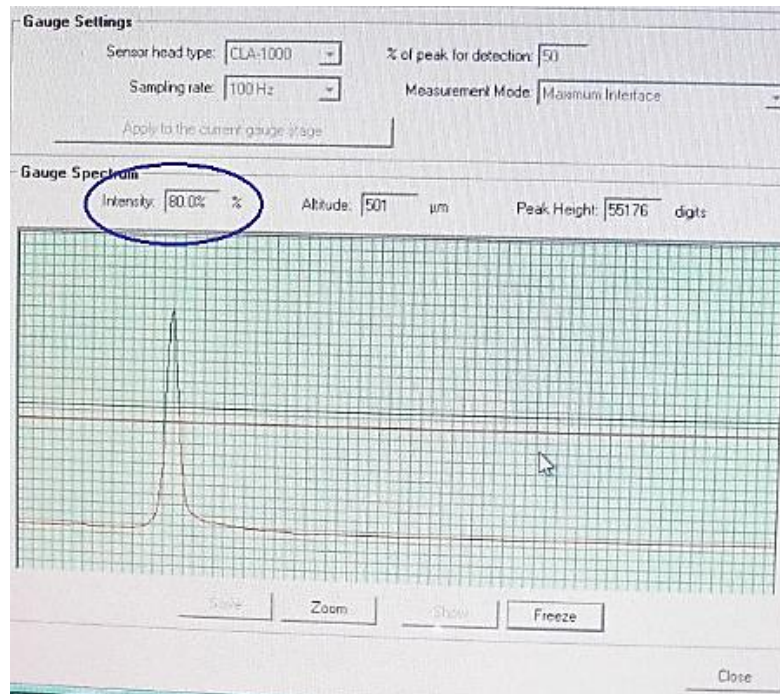 Gauge Settings
Sensor head type: CLA-1000 % of peak for detection: 50
Sampling rate: 100 Hz Measurement Mode: Maximum Interface
Apply to the current gauge stage
Gauge Spectrum
Intensity: 80.0% % Altitude: 501 µm Peak Height: 55176 digits
Save Zoom Show Freeze
Close